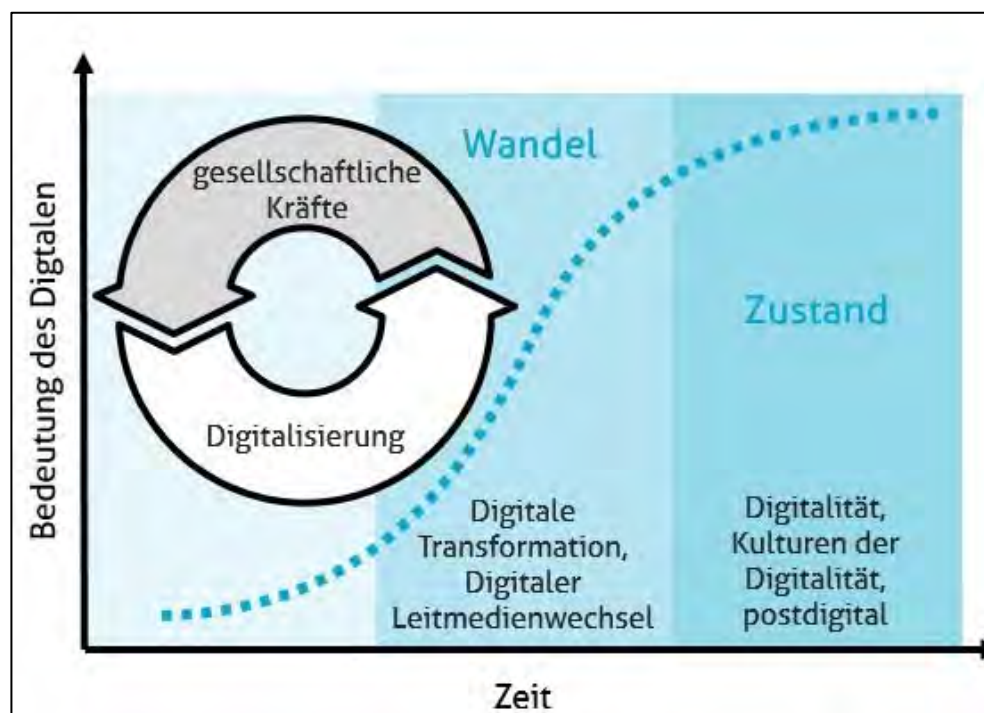 Bedeutung des Digtalen
gesellschaftliche
Kräfte
Digitalisierung
Wandel
Digitale
Transformation,
Digitaler
Leitmedienwechsel
Zustand
Digitalität,
Kulturen der
Digitalität,
postdigital
Zeit